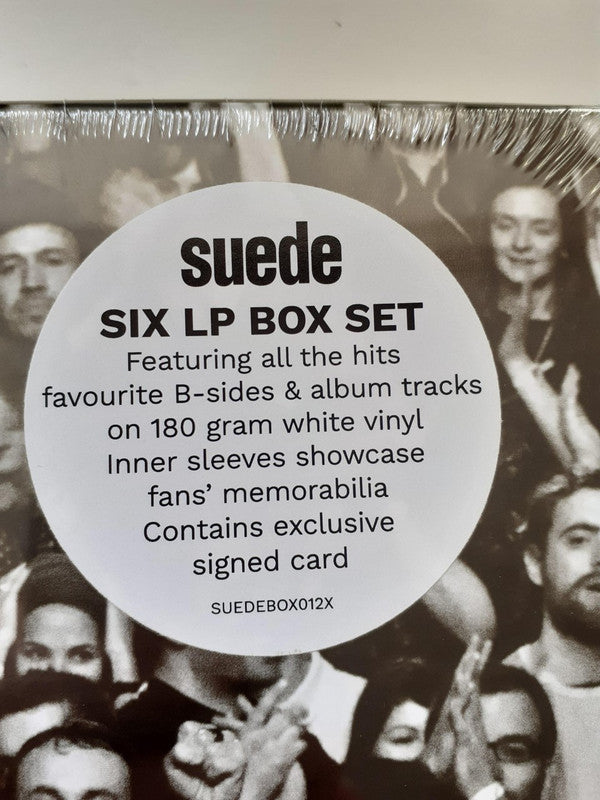 suede
SIX LP BOX SET
Featuring all the hits
favourite B-sides & album tracks
on 180 gram white vinyl
Inner sleeves showcase
fans’ memorabilia
Contains exclusive
signed card
SUEDEBOX012X